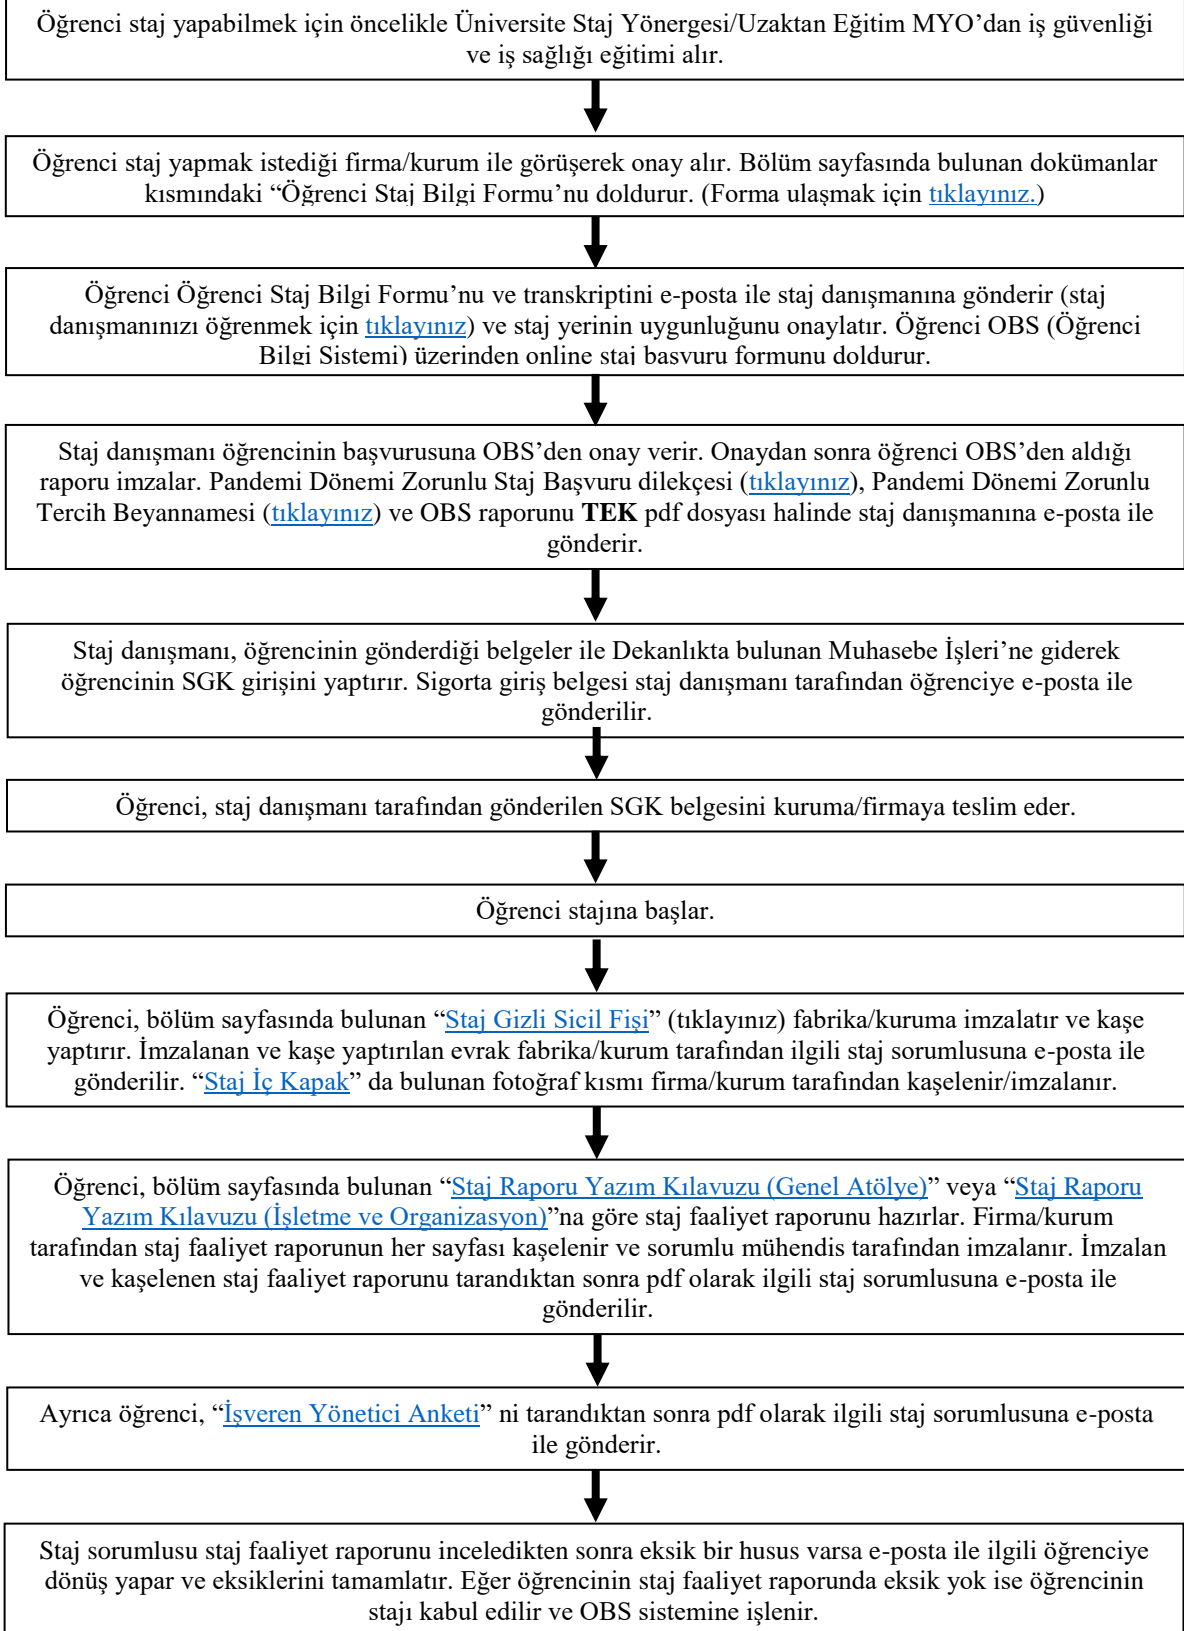 Öğrenci staj yapabilmek için öncelikle Üniversite Staj Yönergesi/Uzaktan Eğitim MYO’dan iş güvenliği
ve iş sağlığı eğitimi alır.
Öğrenci staj yapmak istediği firma/kurum ile görüşerek onay alır. Bölüm sayfasında bulunan dokümanlar
kısmındaki “Öğrenci Staj Bilgi Formu’nu doldurur. (Forma ulaşmak için tıklayınız.)
Öğrenci Öğrenci Staj Bilgi Formu’nu ve transkriptini e-posta ile staj danışmanına gönderir (staj
danışmanınızı öğrenmek için tıklayınız) ve staj yerinin uygunluğunu onaylatır. Öğrenci OBS (Öğrenci
Bilgi Sistemi) üzerinden online staj başvuru formunu doldurur.
Staj danışmanı öğrencinin başvurusuna OBS’den onay verir. Onaydan sonra öğrenci OBS’den aldığı
raporu imzalar. Pandemi Dönemi Zorunlu Staj Başvuru dilekçesi (tıklayınız), Pandemi Dönemi Zorunlu
Tercih Beyannamesi (tıklayınız) ve OBS raporunu TEK pdf dosyası halinde staj danışmanına e-posta ile
gönderir.
Staj danışmanı, öğrencinin gönderdiği belgeler ile Dekanlıkta bulunan Muhasebe İşleri’ne giderek
öğrencinin SGK girişini yaptırır. Sigorta giriş belgesi staj danışmanı tarafından öğrenciye e-posta ile
gönderilir.
Öğrenci, staj danışmanı tarafından gönderilen SGK belgesini kuruma/firmaya teslim eder.
Öğrenci stajına başlar.
Öğrenci, bölüm sayfasında bulunan “Staj Gizli Sicil Fişi” (tıklayınız) fabrika/kuruma imzalatır ve kaşe
yaptırır. İmzalanan ve kaşe yaptırılan evrak fabrika/kurum tarafından ilgili staj sorumlusuna e-posta ile
gönderilir. “Staj İç Kapak” da bulunan fotoğraf kısmı firma/kurum tarafından kaşelenir/imzalanır.
Öğrenci, bölüm sayfasında bulunan “Staj Raporu Yazım Kılavuzu (Genel Atölye)” veya “Staj Raporu
Yazım Kılavuzu (İşletme ve Organizasyon)”na göre staj faaliyet raporunu hazırlar. Firma/kurum
tarafından staj faaliyet raporunun her sayfası kaşelenir ve sorumlu mühendis tarafından imzalanır. İmzalan
ve kaşelenen staj faaliyet raporunu tarandıktan sonra pdf olarak ilgili staj sorumlusuna e-posta ile
gönderilir.
Ayrıca öğrenci, “İşveren Yönetici Anketi” ni tarandıktan sonra pdf olarak ilgili staj sorumlusuna e-posta
ile gönderir.
Staj sorumlusu staj faaliyet raporunu inceledikten sonra eksik bir husus varsa e-posta ile ilgili öğrenciye
dönüş yapar ve eksiklerini tamamlatır. Eğer öğrencinin staj faaliyet raporunda eksik yok ise öğrencinin
stajı kabul edilir ve OBS sistemine işlenir.